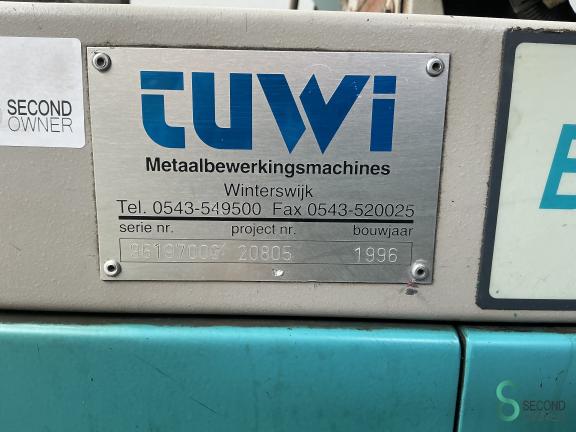 SECOND
OWNER
tuwi
Metaalbewerkingsmachines
Winterswijk
Tel. 0543-549500 Fax 0543-520025
serie nr. project nr. bouwjaar
20805 1996
SECOND
OWNER